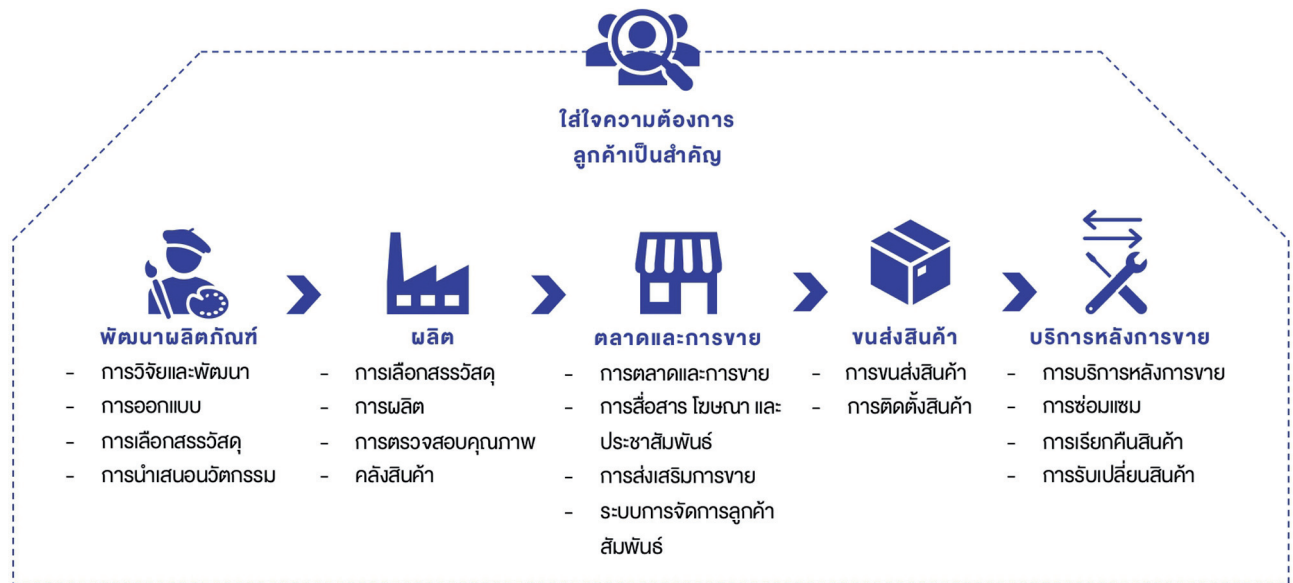 ใส่ใจความต้องการ
ลูกค้าเป็นสำคัญ
พัฒนาผลิตภัณฑ์
- การวิจัยและพัฒนา
- การออกแบบ
- การเลือกสรรวัสดุ
- การนำเสนอนวัตกรรม
ผลิต
- การเลือกสรรวัสดุ
- การผลิต
- การตรวจสอบคุณภาพ
- คลังสินค้า
ตลาดและการขาย
- การตลาดและการขาย
- การสื่อสาร โฆษณา และ
ประชาสัมพันธ์
- การส่งเสริมการขาย
- ระบบการจัดการลูกค้า
สัมพันธ์
ขนส่งสินค้า
- การขนส่งสินค้า
- การติดตั้งสินค้า
บริการหลังการขาย
- การบริการหลังการขาย
- การซ่อมแซม
- การเรียกคืนสินค้า
- การรับเปลี่ยนสินค้า